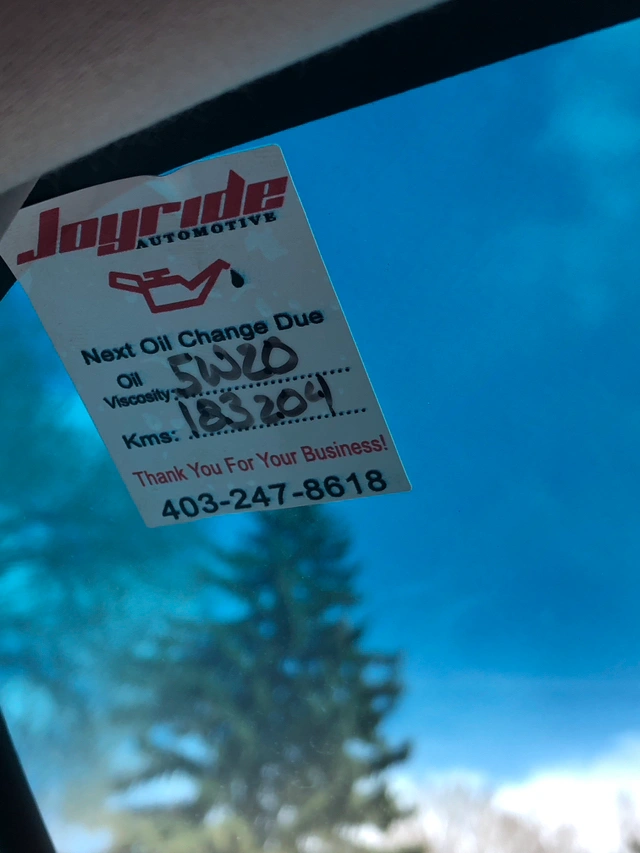 Joyride
AUTOMOTIVE
Next Oil Change Due
Oil
Viscosity: 5W20
Kms: 183204
Thank You For Your Business!
403-247-8618